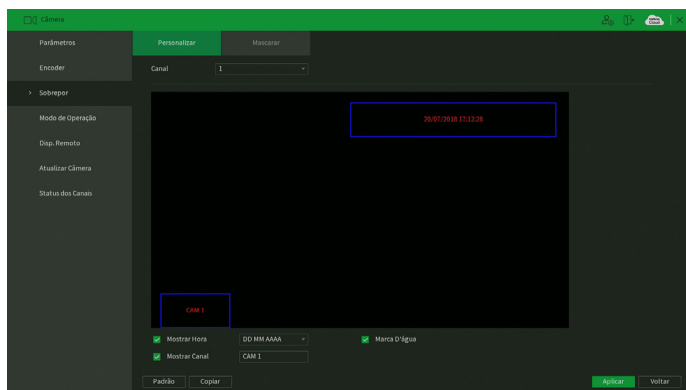 Câmera
Parâmetros
Personalizar Mascarar
Encoder
Canal 1
Sobrepor
Modo de Operação
20/07/2018 17:12:28
Disp. Remoto
Atualizar Câmera
Status dos Canais
CAM 1
Mostrar Hora DD MM AAAA Marca D'água
Mostrar Canal CAM 1
Padrão Copiar Aplicar Voltar